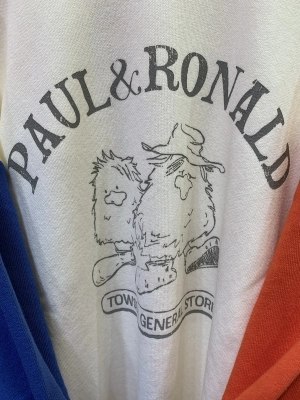 PAUL & RONALD
TOWN
GENERAL STORE